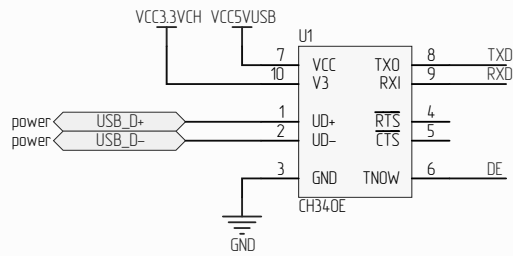 VCC3.3VCH VCC5VUSB
U1
7 VCC TXO 8 TXD
10 V3 RXI 9 RXD
power USB_D+ 1 UD+ RTS 4
power USB_D- 2 UD- CTS 5
3 GND TNOW 6 DE
CH340E
GND